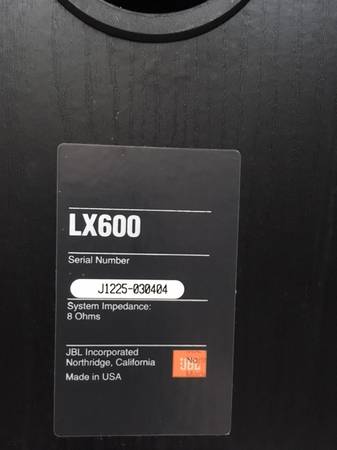 LX600
Serial Number
J1225-030404
System Impedance:
8 Ohms
JBL Incorporated
Northridge, California
Made in USA
JBL